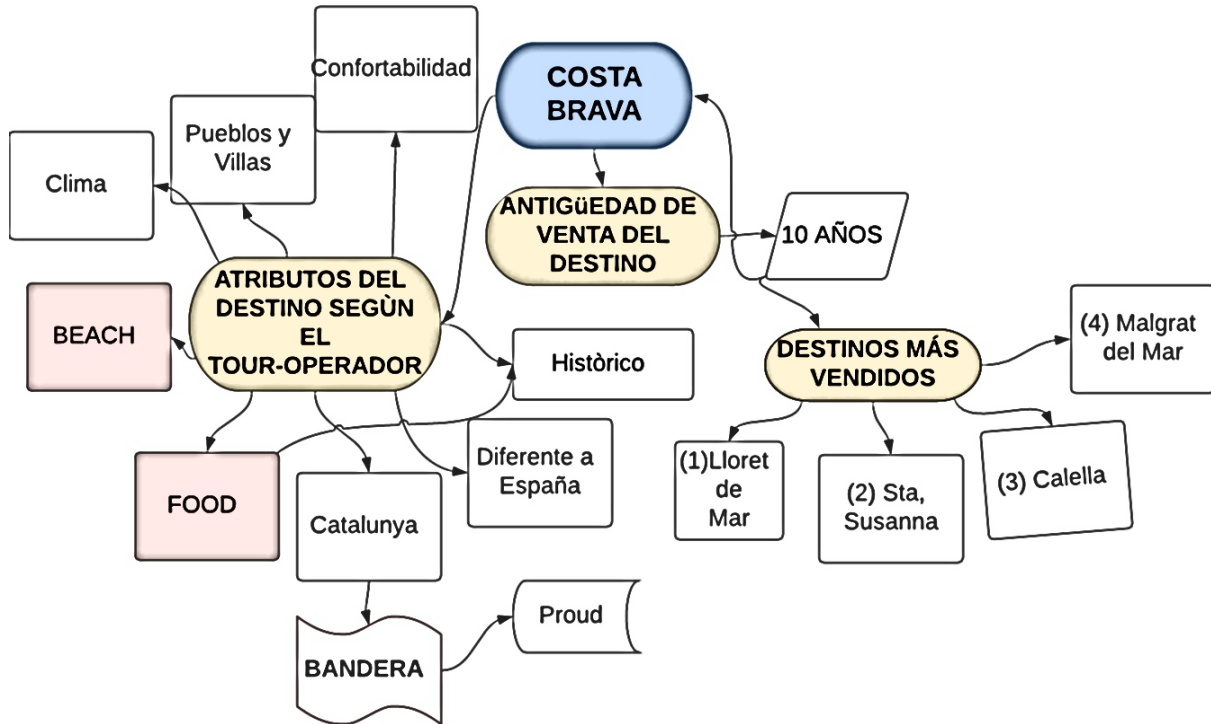 Confortabilidad
COSTA
BRAVA
Pueblos y
Villas
Clima
ANTIGüEDAD DE
VENTA DEL
DESTINO
10 AÑOS
ATRIBUTOS DEL
DESTINO SEGÙN
EL
TOUR-OPERADOR
BEACH
Històrico
DESTINOS MÁS
VENDIDOS
(4) Malgrat
del Mar
FOOD
Catalunya
Diferente a
España
(1)Lloret
de
Mar
(2) Sta,
Susanna
(3) Calella
BANDERA
Proud